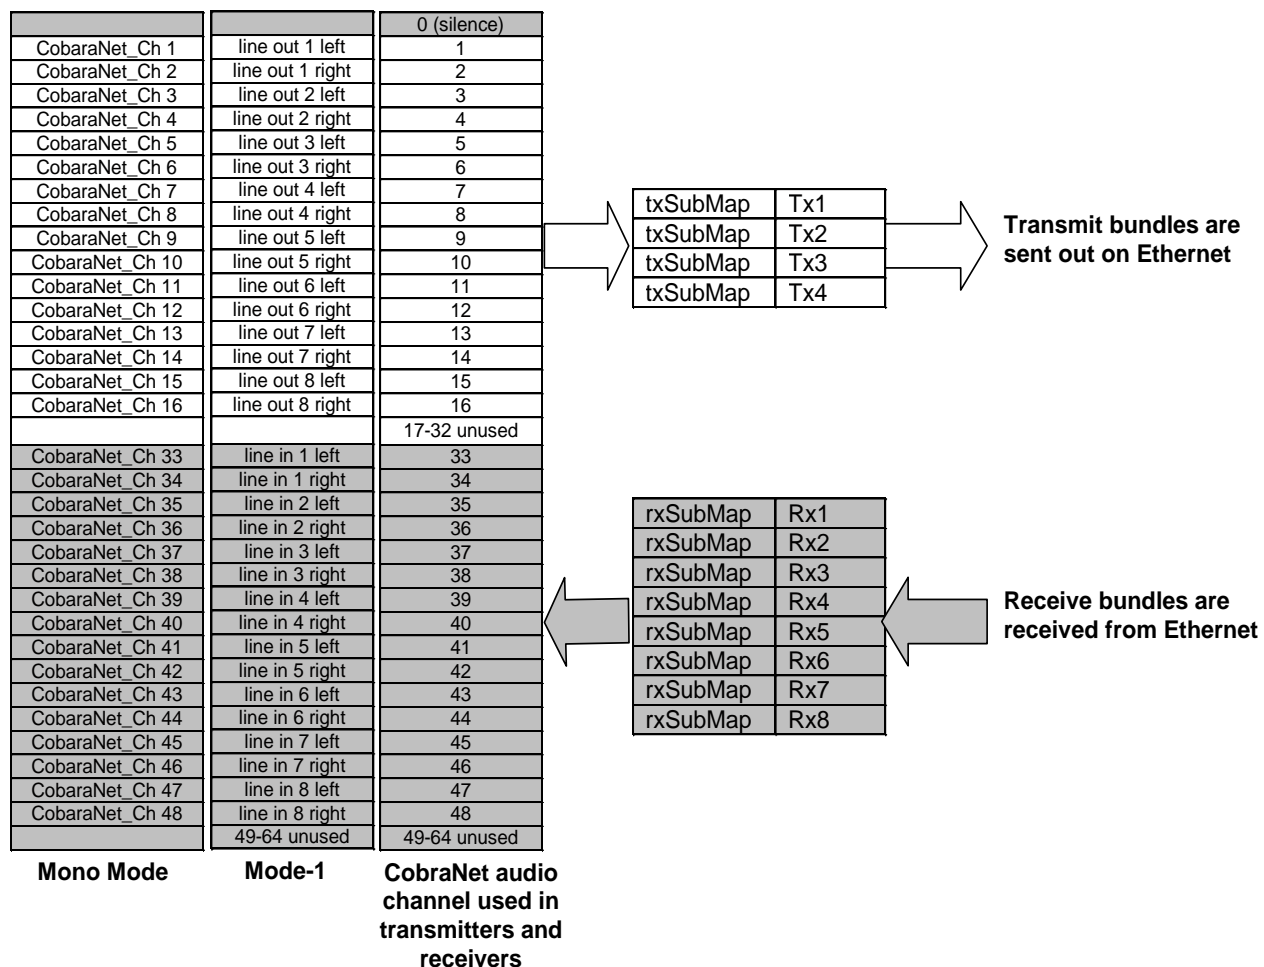 0 (silence)
CobaraNet_Ch 1 line out 1 left 1
CobaraNet_Ch 2 line out 1 right 2
CobaraNet_Ch 3 line out 2 left 3
CobaraNet_Ch 4 line out 2 right 4
CobaraNet_Ch 5 line out 3 left 5
CobaraNet_Ch 6 line out 3 right 6
CobaraNet_Ch 7 line out 4 left 7
CobaraNet_Ch 8 line out 4 right 8
CobaraNet_Ch 9 line out 5 left 9
CobaraNet_Ch 10 line out 5 right 10
CobaraNet_Ch 11 line out 6 left 11
CobaraNet_Ch 12 line out 6 right 12
CobaraNet_Ch 13 line out 7 left 13
CobaraNet_Ch 14 line out 7 right 14
CobaraNet_Ch 15 line out 8 left 15
CobaraNet_Ch 16 line out 8 right 16
17-32 unused
CobaraNet_Ch 33 line in 1 left 33
CobaraNet_Ch 34 line in 1 right 34
CobaraNet_Ch 35 line in 2 left 35
CobaraNet_Ch 36 line in 2 right 36
CobaraNet_Ch 37 line in 3 left 37
CobaraNet_Ch 38 line in 3 right 38
CobaraNet_Ch 39 line in 4 left 39
CobaraNet_Ch 40 line in 4 right 40
CobaraNet_Ch 41 line in 5 left 41
CobaraNet_Ch 42 line in 5 right 42
CobaraNet_Ch 43 line in 6 left 43
CobaraNet_Ch 44 line in 6 right 44
CobaraNet_Ch 45 line in 7 left 45
CobaraNet_Ch 46 line in 7 right 46
CobaraNet_Ch 47 line in 8 left 47
CobaraNet_Ch 48 line in 8 right 48
49-64 unused 49-64 unused
Mono Mode
Mode-1
CobraNet audio
channel used in
transmitters and
receivers
txSubMap Tx1
txSubMap Tx2
txSubMap Tx3
txSubMap Tx4
Transmit bundles are
sent out on Ethernet
rxSubMap Rx1
rxSubMap Rx2
rxSubMap Rx3
rxSubMap Rx4
rxSubMap Rx5
rxSubMap Rx6
rxSubMap Rx7
rxSubMap Rx8
Receive bundles are
received from Ethernet